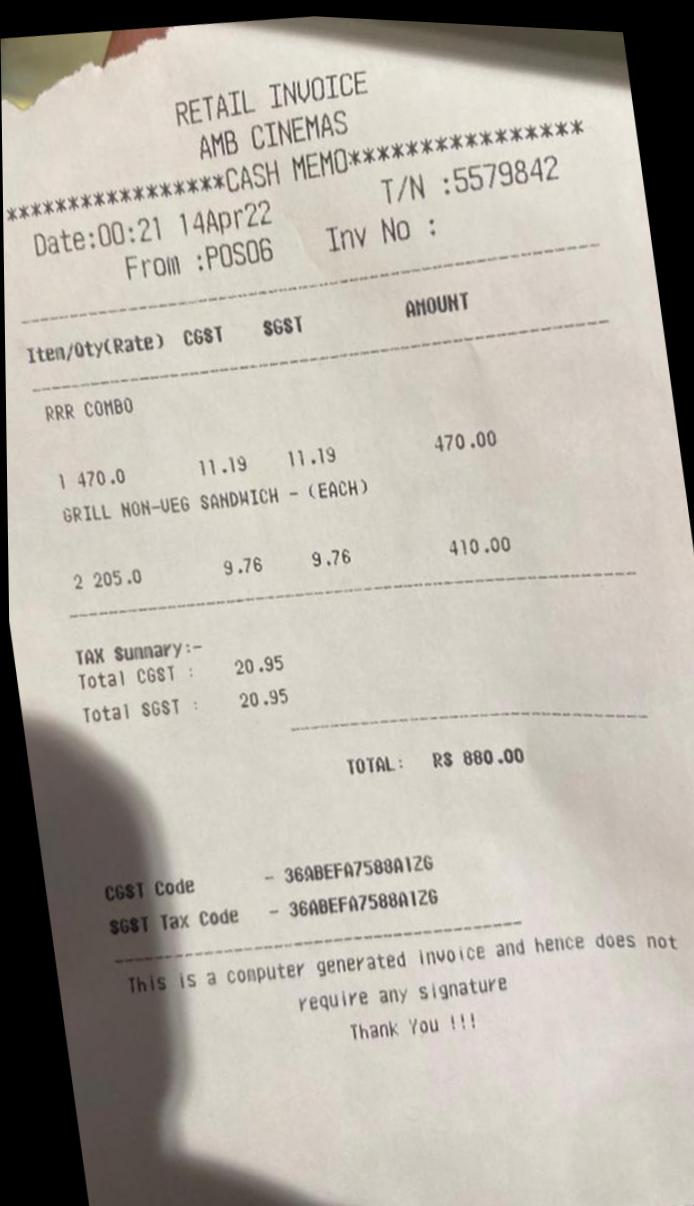 RETAIL INVOICE
AMB CINEMAS
*****************CASH MEMO****************
Date:00:21 14Apr22 T/N :5579842
From :POS06 Inv No :
Item/Qty(Rate) CGST SGST AMOUNT
RRR COMBO
1 470.0 11.19 11.19 470.00
GRILL NON-VEG SANDWICH - (EACH)
2 205.0 9.76 9.76 410.00
TAX Summary:-
Total CGST : 20.95
Total SGST : 20.95
TOTAL: RS 880.00
CGST Code - 36ABEFA7588A1ZG
SGST Tax Code - 36ABEFA7588A1ZG
This is a computer generated invoice and hence does not
require any signature
Thank You !!!